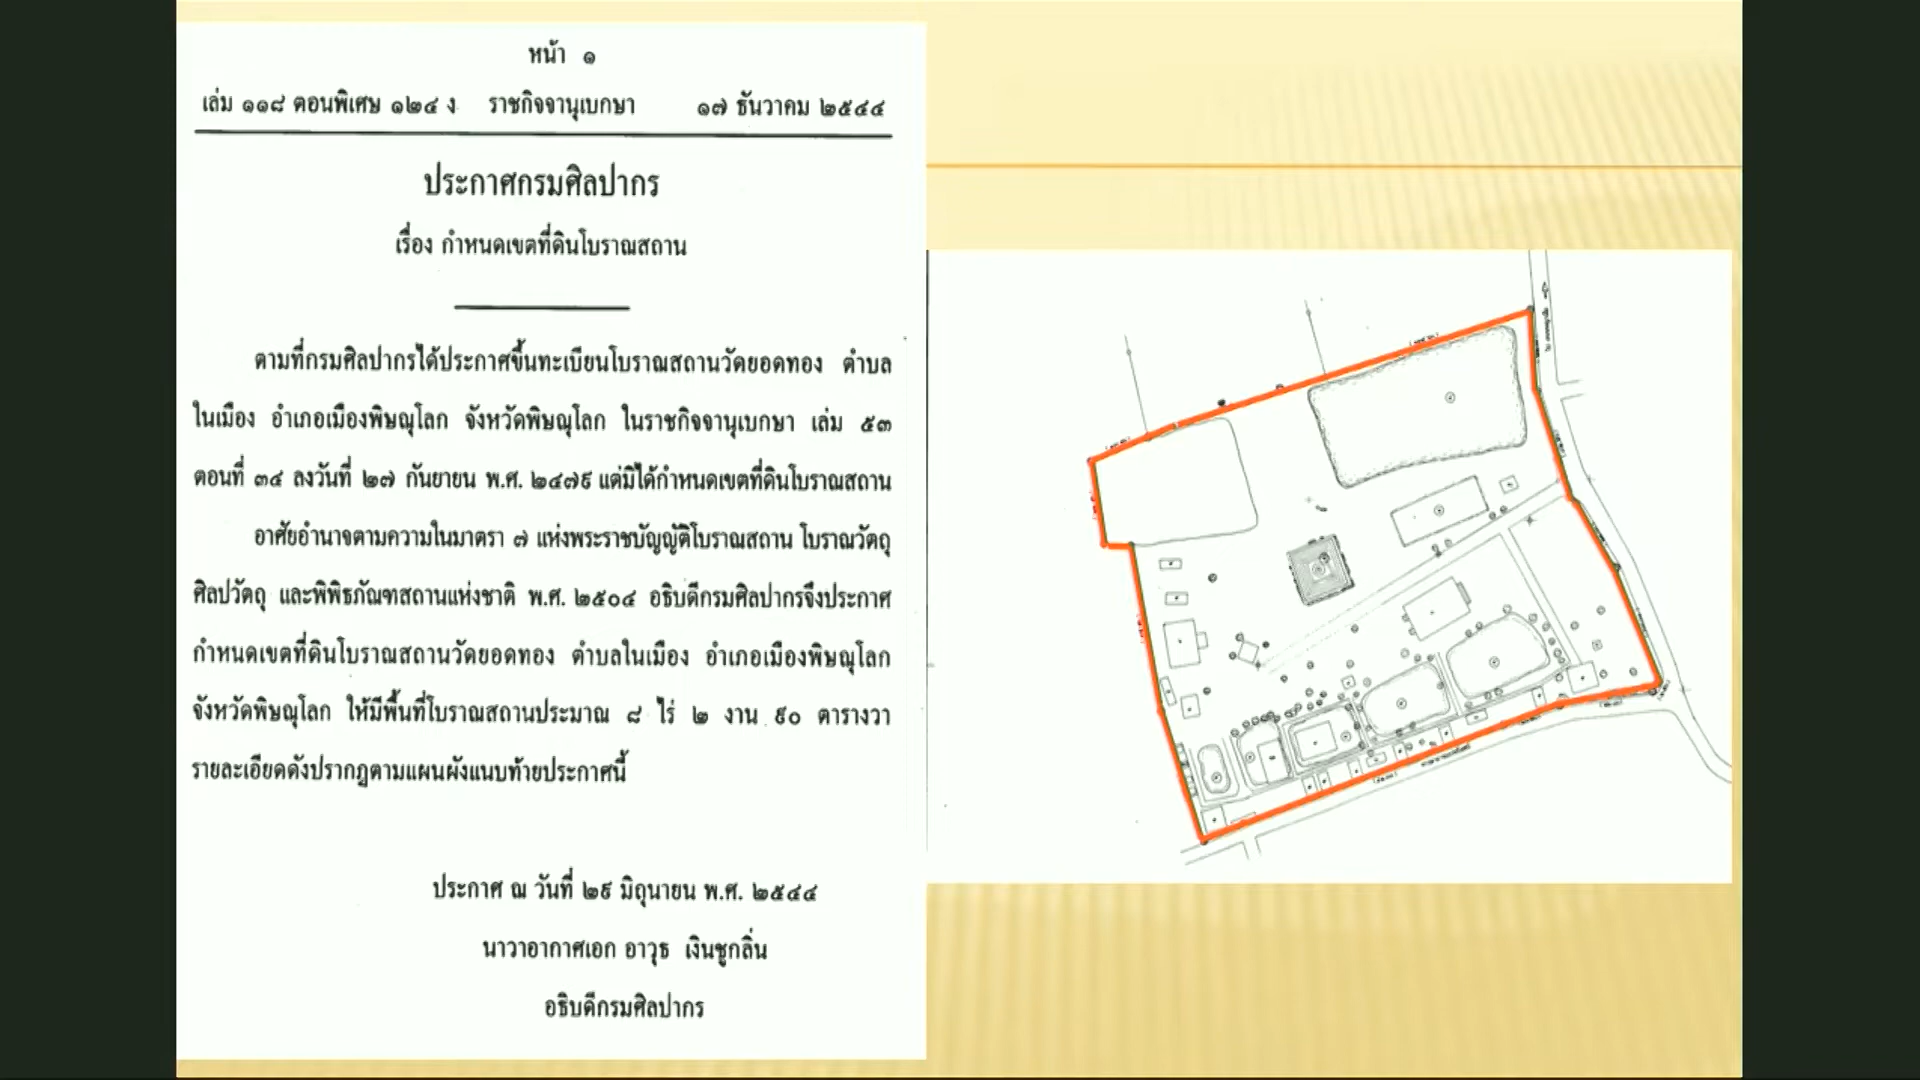 หน้า ๑
เล่ม ๑๑๘ ตอนพิเศษ ๑๒๔ ง ราชกิจจานุเบกษา ๑๗ ธันวาคม ๒๕๔๔
ประกาศกรมศิลปากร
เรื่อง กำหนดเขตที่ดินโบราณสถาน
ตามที่กรมศิลปากรได้ประกาศขึ้นทะเบียนโบราณสถานวัดยอดทอง ตำบล
ในเมือง อำเภอเมืองพิษณุโลก จังหวัดพิษณุโลก ในราชกิจจานุเบกษา เล่ม ๕๓
ตอนที่ ๓๔ ลงวันที่ ๒๗ กันยายน พ.ศ. ๒๔๗๙ แต่มิได้กำหนดเขตที่ดินโบราณสถาน
อาศัยอำนาจตามความในมาตรา ๗ แห่งพระราชบัญญัติโบราณสถาน โบราณวัตถุ
ศิลปวัตถุ และพิพิธภัณฑสถานแห่งชาติ พ.ศ. ๒๕๐๔ อธิบดีกรมศิลปากรจึงประกาศ
กำหนดเขตที่ดินโบราณสถานวัดยอดทอง ตำบลในเมือง อำเภอเมืองพิษณุโลก
จังหวัดพิษณุโลก ให้มีพื้นที่โบราณสถานประมาณ ๘ ไร่ ๒ งาน ๙๐ ตารางวา
รายละเอียดดังปรากฏตามแผนผังแนบท้ายประกาศนี้
ประกาศ ณ วันที่ ๒๙ มิถุนายน พ.ศ. ๒๕๔๔
นาวาอากาศเอก อาวุธ เงินชูกลิ่น
อธิบดีกรมศิลปากร